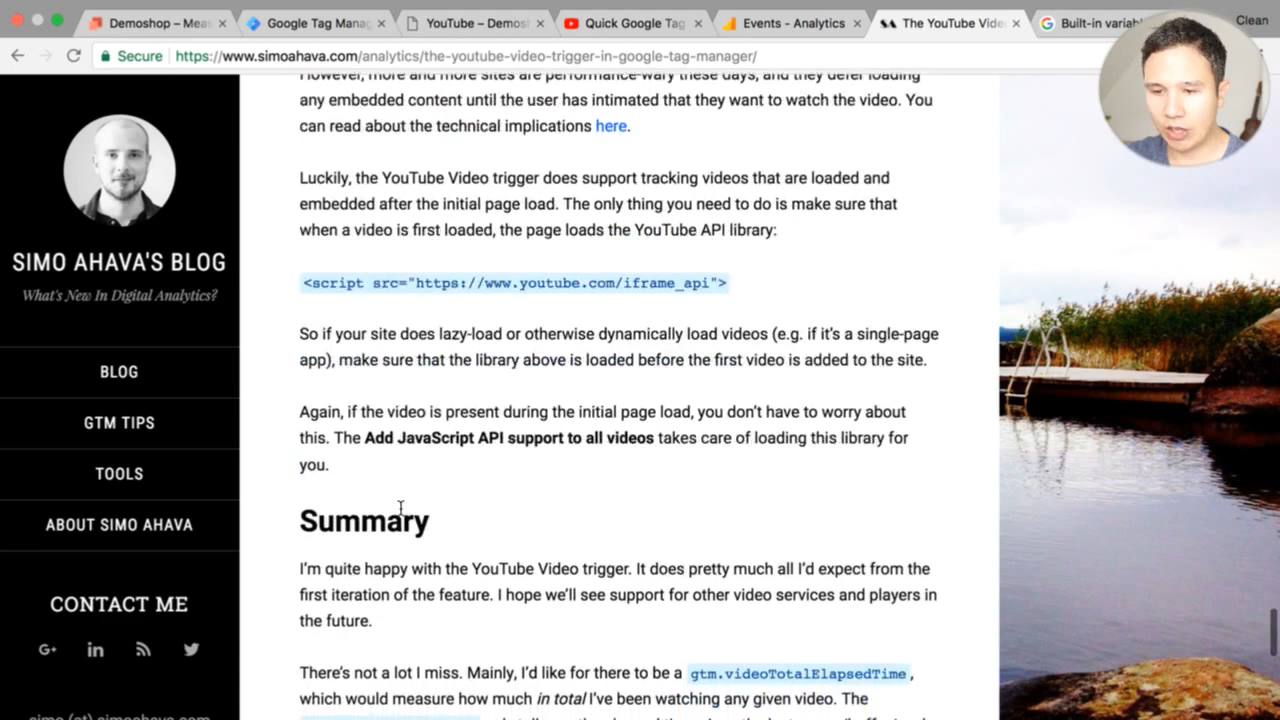 Demoshop – Meas
Google Tag Manag
YouTube – Demosh
Quick Google Tag
Events - Analytics
The YouTube Vide
Built-in variab
Clean
Secure
https://www.simoahava.com/analytics/the-youtube-video-trigger-in-google-tag-manager/
SIMO AHAVA'S BLOG
What's New In Digital Analytics?
BLOG
GTM TIPS
TOOLS
ABOUT SIMO AHAVA
CONTACT ME
G+ in
simo (at) simoahava.com
However, more and more sites are performance-wary these days, and they defer loading
any embedded content until the user has intimated that they want to watch the video. You
can read about the technical implications here.
Luckily, the YouTube Video trigger does support tracking videos that are loaded and
embedded after the initial page load. The only thing you need to do is make sure that
when a video is first loaded, the page loads the YouTube API library:
<script src="https://www.youtube.com/iframe_api">
So if your site does lazy-load or otherwise dynamically load videos (e.g. if it's a single-page
app), make sure that the library above is loaded before the first video is added to the site.
Again, if the video is present during the initial page load, you don't have to worry about
this. The Add JavaScript API support to all videos takes care of loading this library for
you.
Summary
I'm quite happy with the YouTube Video trigger. It does pretty much all I'd expect from the
first iteration of the feature. I hope we'll see support for other video services and players in
the future.
There's not a lot I miss. Mainly, I'd like for there to be a gtm.videoTotalElapsedTime,
which would measure how much in total I've been watching any given video. The